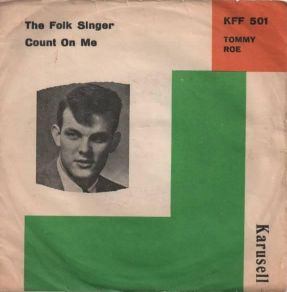 The Folk Singer
Count On Me
KFF 501
TOMMY
ROE
Karusell